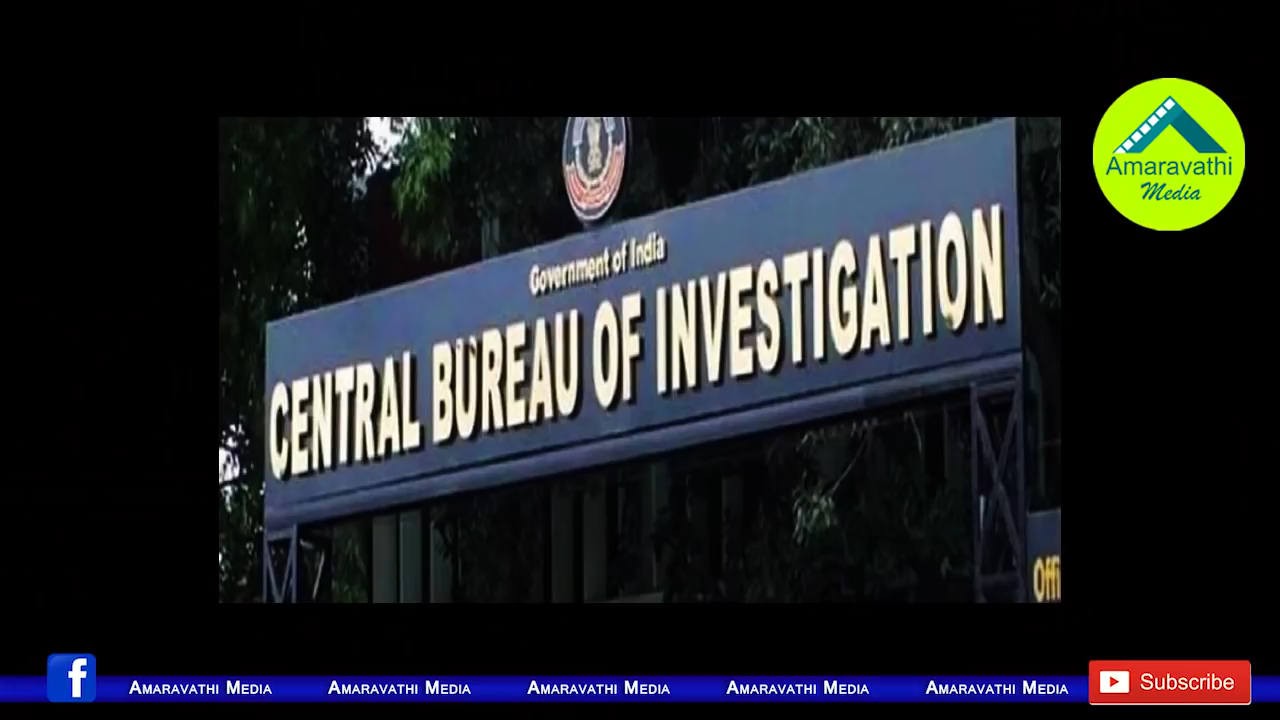 Amaravathi
Media
Government of India
CENTRAL BUREAU OF INVESTIGATION
f
Amaravathi Media Amaravathi Media Amaravathi Media Amaravathi Media Amaravathi Media
Subscribe